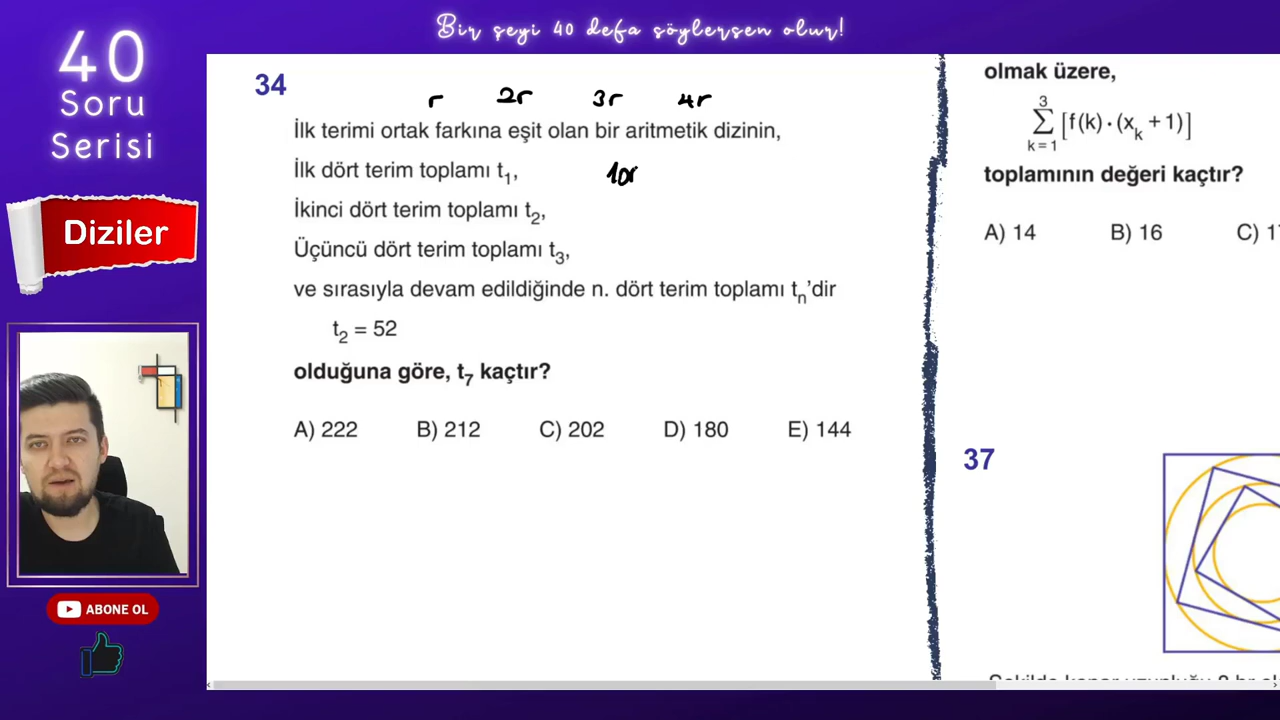 Bir şeyi 40 defa söylersen olur!
40
Soru
Serisi
Diziler
ABONE OL
34
r 2r 3r 4r
İlk terimi ortak farkına eşit olan bir aritmetik dizinin,
İlk dört terim toplamı t₁, 10r
İkinci dört terim toplamı t₂,
Üçüncü dört terim toplamı t₃,
ve sırasıyla devam edildiğinde n. dört terim toplamı tₙ'dir
t₂ = 52
olduğuna göre, t₇ kaçtır?
A) 222 B) 212 C) 202 D) 180 E) 144
olmak üzere,
3
∑ [f(k) · (xₖ + 1)]
k = 1
toplamının değeri kaçtır?
A) 14 B) 16 C) 1
37